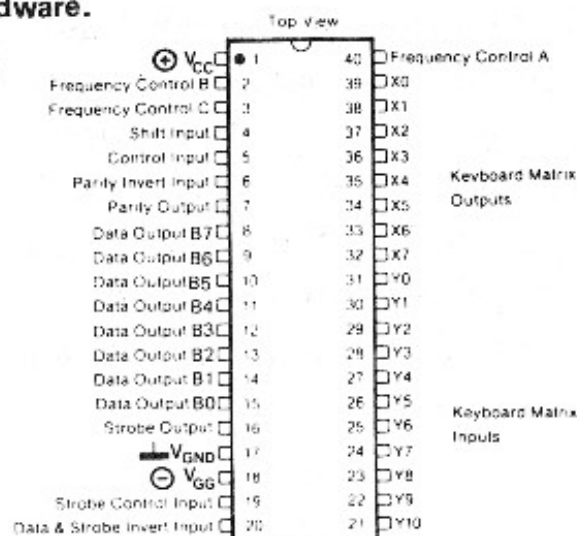 dware.
Top View
VCC 1 40 Frequency Control A
Frequency Control B 2 39 X0
Frequency Control C 3 38 X1
Shift Input 4 37 X2
Control Input 5 36 X3
Parity Invert Input 6 35 X4 Keyboard Matrix
Parity Output 7 34 X5 Outputs
Data Output B7 8 33 X6
Data Output B6 9 32 X7
Data Output B5 10 31 Y0
Data Output B4 11 30 Y1
Data Output B3 12 29 Y2
Data Output B2 13 28 Y3
Data Output B1 14 27 Y4
Data Output B0 15 26 Y5 Keyboard Matrix
Strobe Output 16 25 Y6 Inputs
VGND 17 24 Y7
VGG 18 23 Y8
Strobe Control Input 19 22 Y9
Data & Strobe Invert Input 20 21 Y10